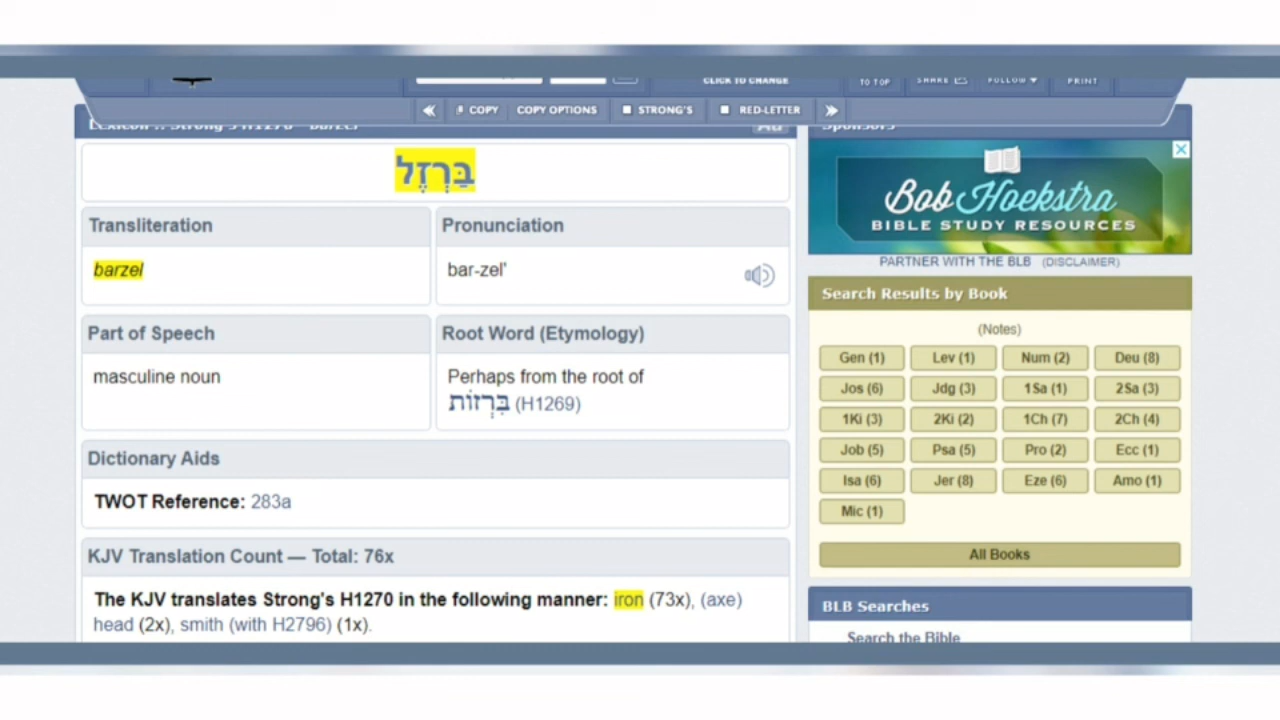 CLICK TO CHANGE
TO TOP
SHARE
FOLLOW
PRINT
COPY
COPY OPTIONS
STRONG'S
RED-LETTER
Lexicon :: Strong's H1270 - barzel
Aa
בַּרְזֶל
Transliteration
Pronunciation
barzel
bar-zel'
Part of Speech
Root Word (Etymology)
masculine noun
Perhaps from the root of
בִּרְזוֹת (H1269)
Dictionary Aids
TWOT Reference: 283a
KJV Translation Count — Total: 76x
The KJV translates Strong's H1270 in the following manner: iron (73x), (axe)
head (2x), smith (with H2796) (1x).
Sponsors
Bob Hoekstra
BIBLE STUDY RESOURCES
PARTNER WITH THE BLB (DISCLAIMER)
Search Results by Book
(Notes)
Gen (1) Lev (1) Num (2) Deu (8)
Jos (6) Jdg (3) 1Sa (1) 2Sa (3)
1Ki (3) 2Ki (2) 1Ch (7) 2Ch (4)
Job (5) Psa (5) Pro (2) Ecc (1)
Isa (6) Jer (8) Eze (6) Amo (1)
Mic (1)
All Books
BLB Searches
Search the Bible